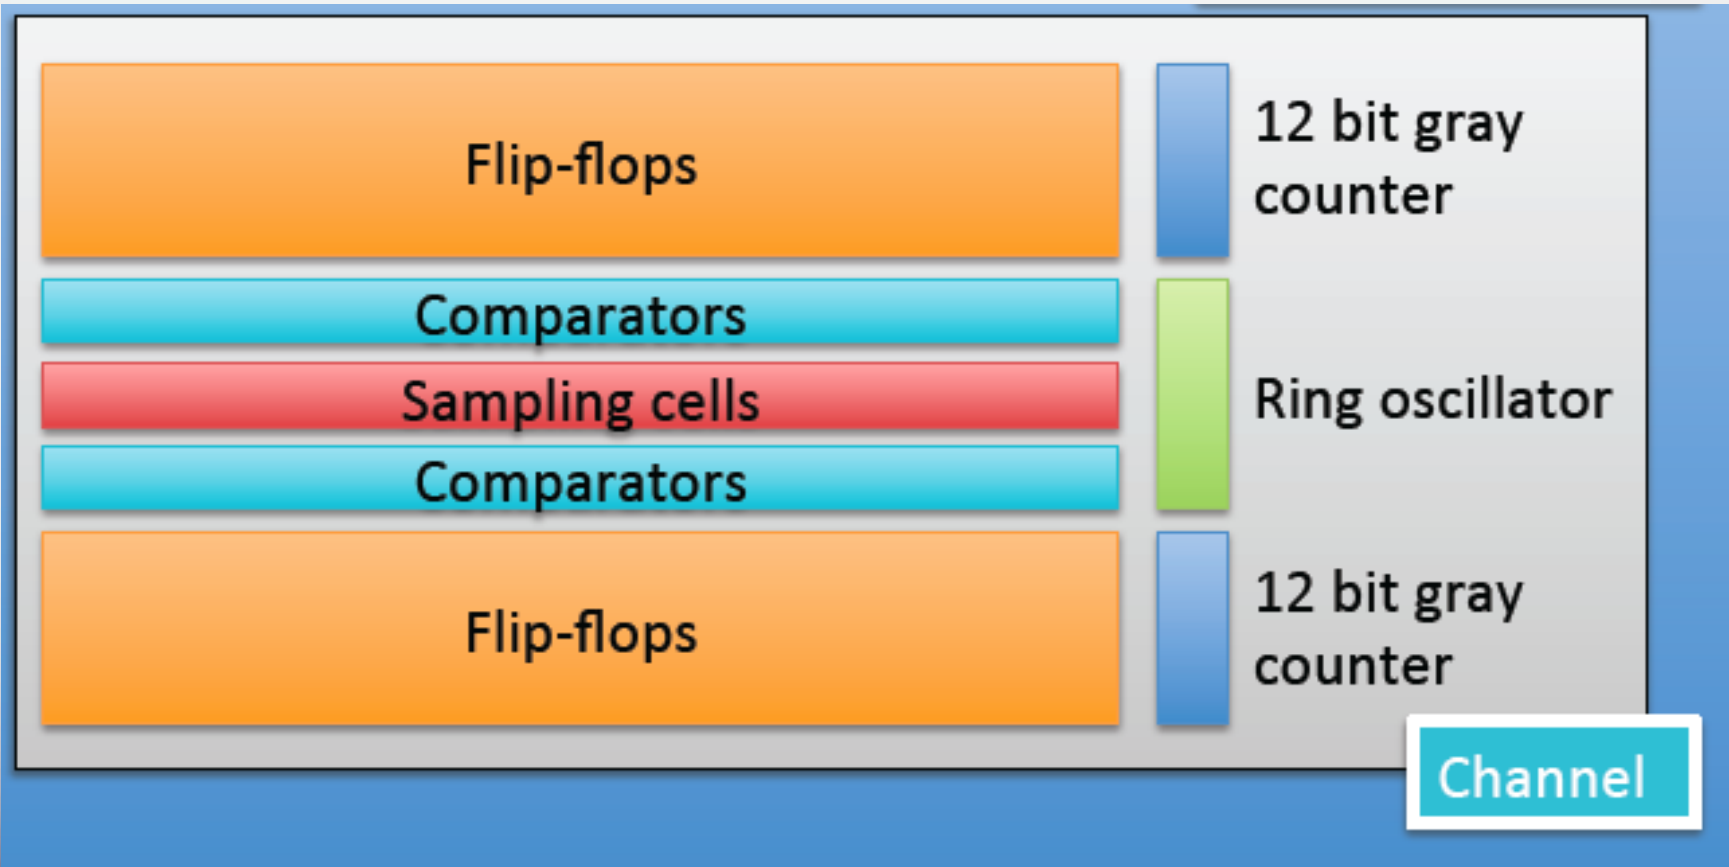 Flip-flops
12 bit gray
counter
Comparators
Sampling cells
Ring oscillator
Comparators
Flip-flops
12 bit gray
counter
Channel